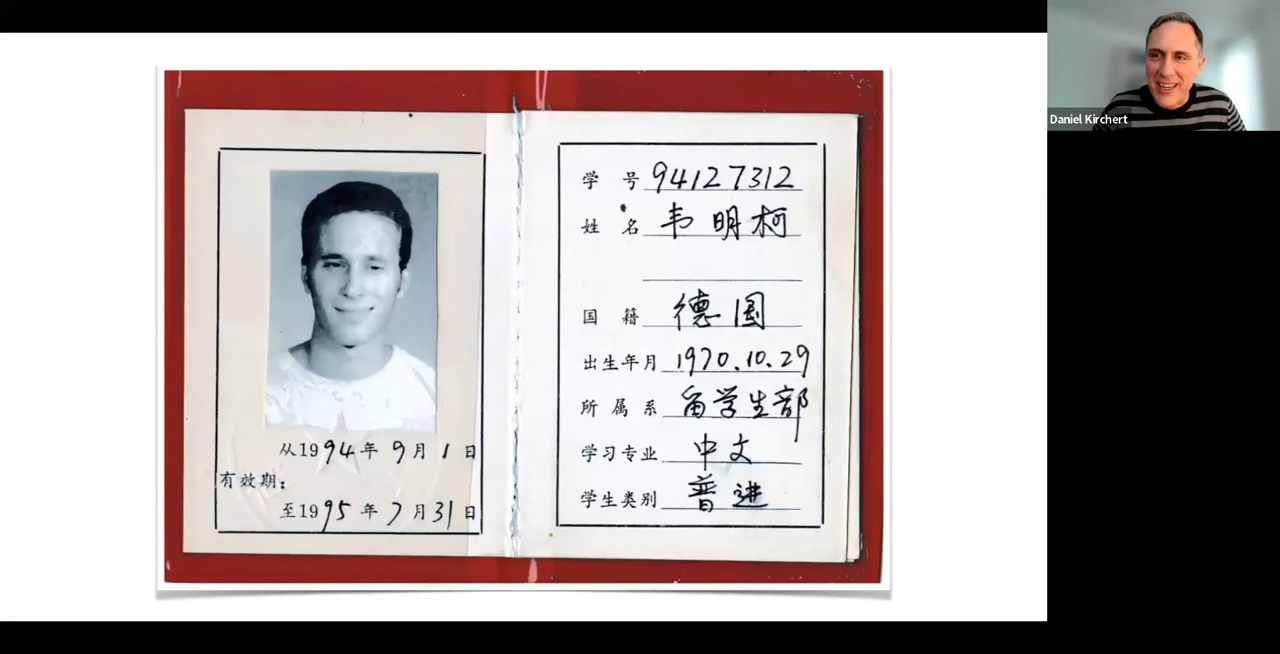 从1994年 9月 1日
有效期:
至1995年 7月31日
学 号 94127312
姓 名 韦明柯
国 籍 德国
出生年月 1970.10.29
所 属 系 留学生部
学习专业 中文
学生类别 普进
Daniel Kirchert